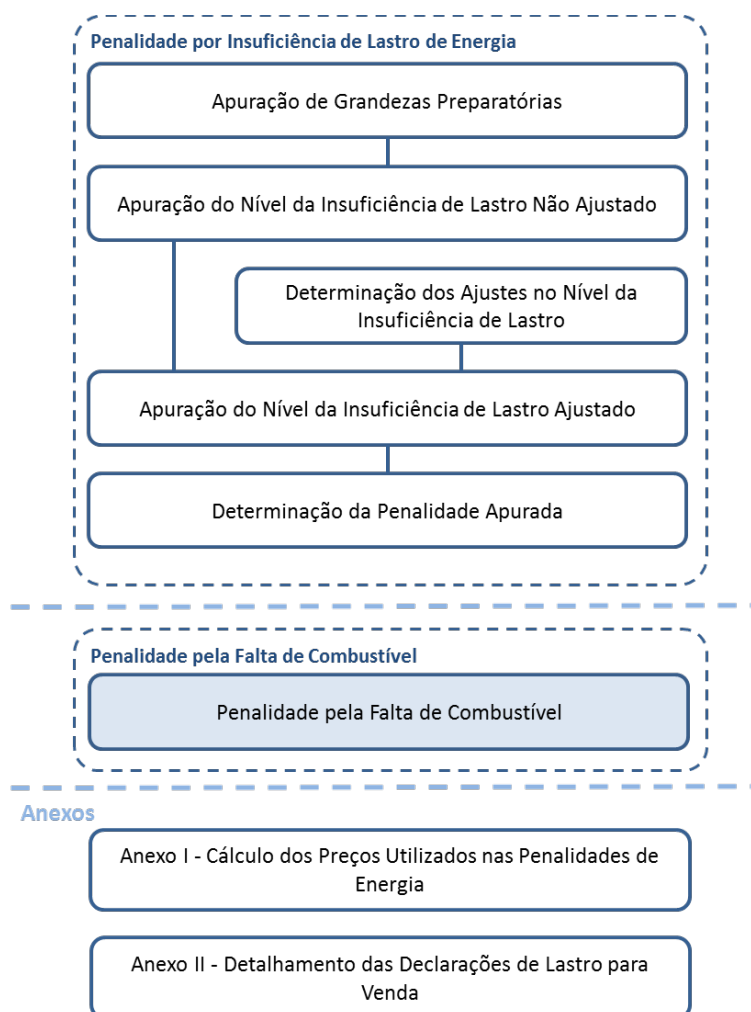 Penalidade por Insuficiência de Lastro de Energia
Apuração de Grandezas Preparatórias
Apuração do Nível da Insuficiência de Lastro Não Ajustado
Determinação dos Ajustes no Nível da
Insuficiência de Lastro
Apuração do Nível da Insuficiência de Lastro Ajustado
Determinação da Penalidade Apurada
Penalidade pela Falta de Combustível
Penalidade pela Falta de Combustível
Anexos
Anexo I - Cálculo dos Preços Utilizados nas Penalidades de
Energia
Anexo II - Detalhamento das Declarações de Lastro para
Venda